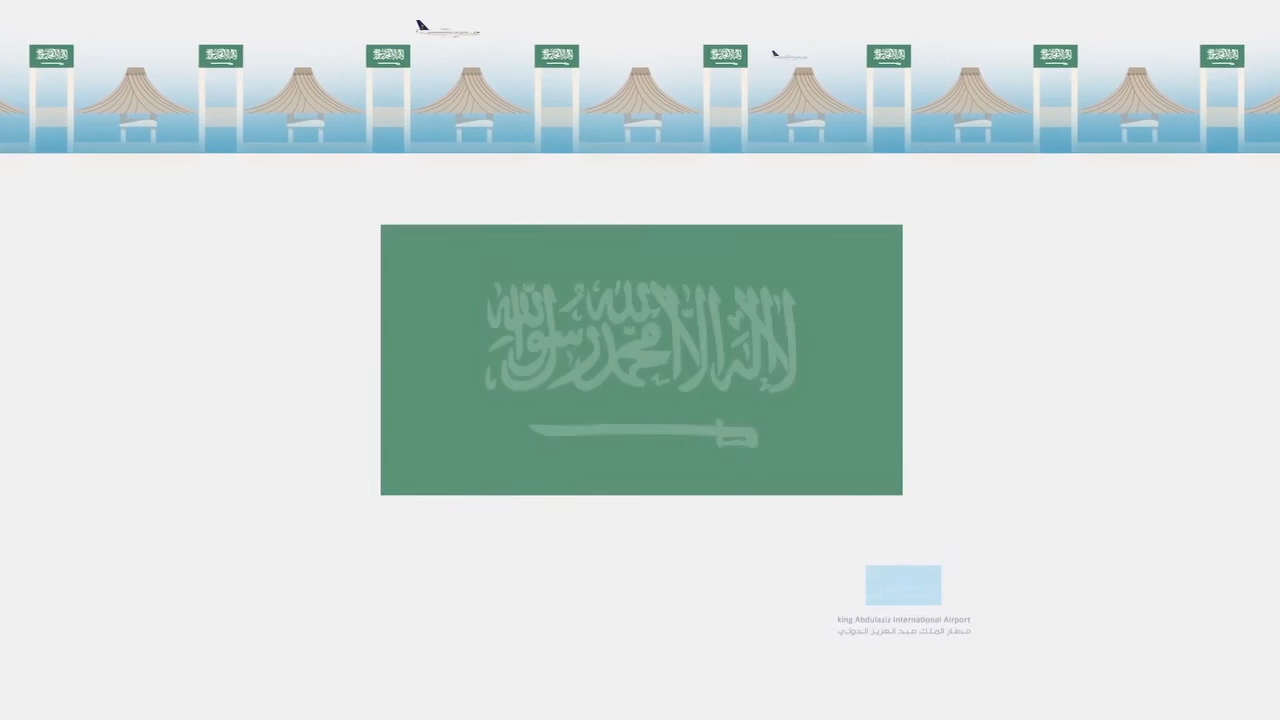 لا إله إلا الله محمد رسول الله
king Abdulaziz International Airport
مطار الملك عبد العزيز الدولي